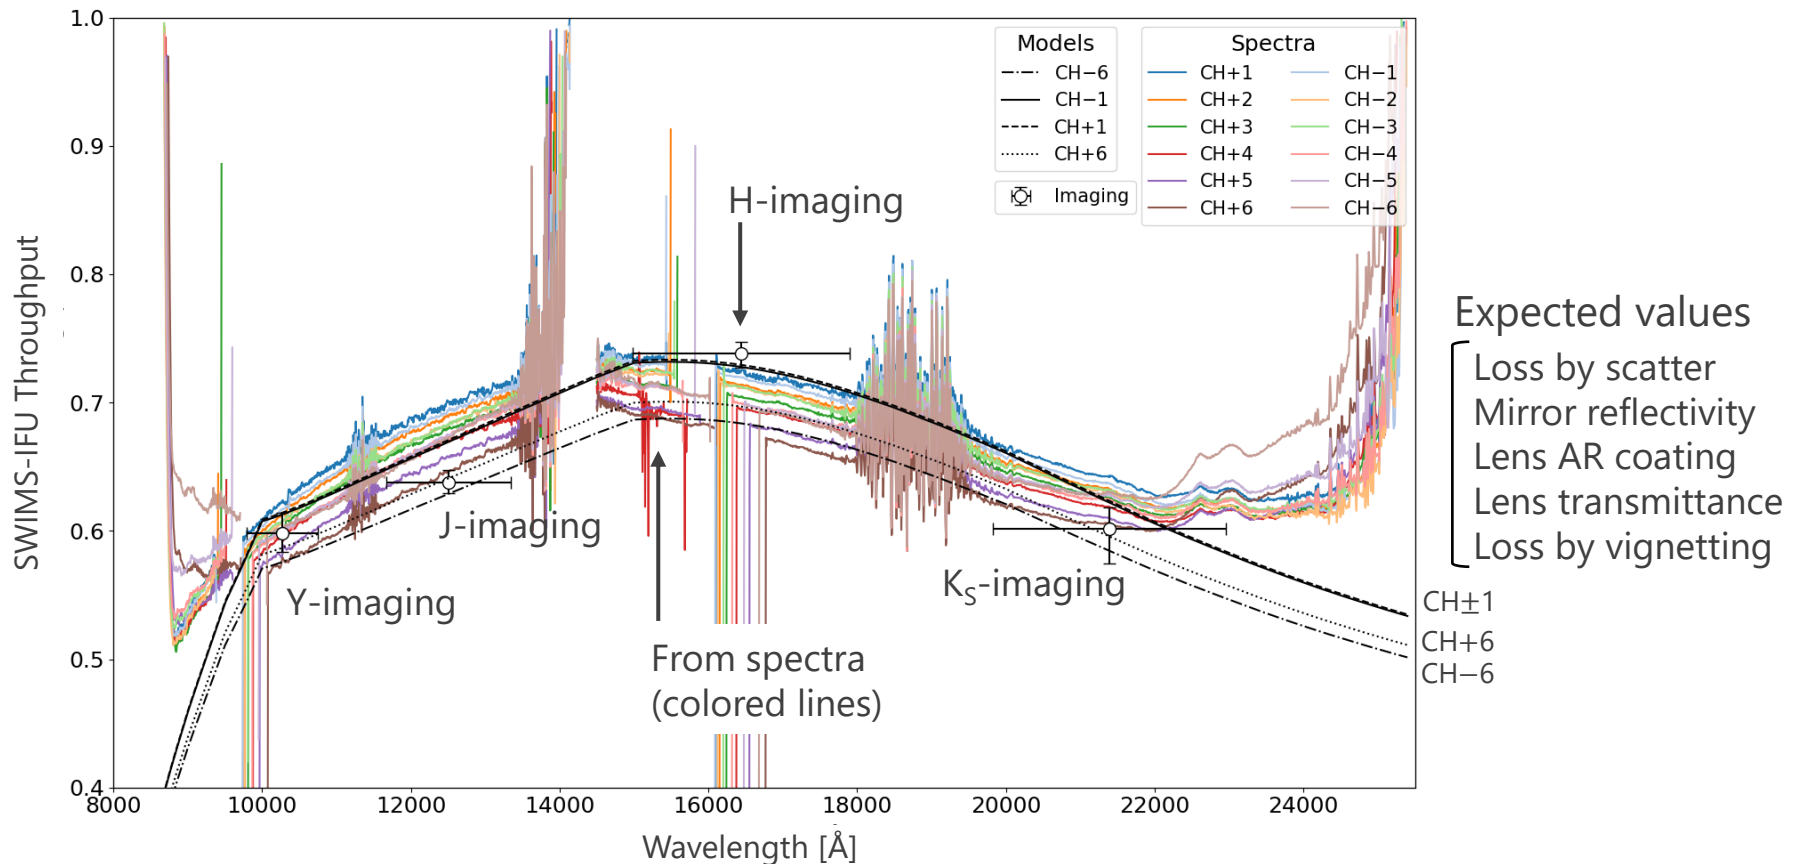 1.0
0.9
0.8
0.7
0.6
0.5
0.4
SWIMS-IFU Throughput
8000
10000
12000
14000
16000
18000
20000
22000
24000
Wavelength [Å]
Models
CH−6
CH−1
CH+1
CH+6
Imaging
Spectra
CH+1
CH+2
CH+3
CH+4
CH+5
CH+6
CH−1
CH−2
CH−3
CH−4
CH−5
CH−6
H-imaging
J-imaging
Y-imaging
KS-imaging
From spectra
(colored lines)
Expected values
Loss by scatter
Mirror reflectivity
Lens AR coating
Lens transmittance
Loss by vignetting
CH±1
CH+6
CH−6